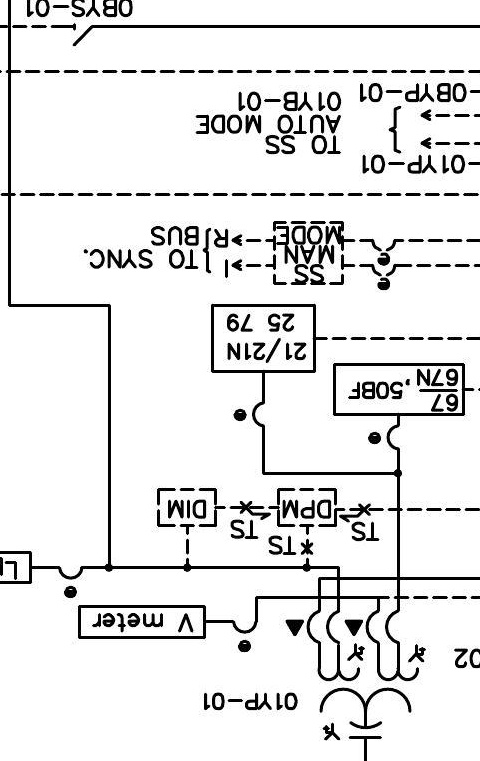 01YP-01
02
V meter
TS
TS
TS
DPM
DIM
67
67N
,50BF
21/21N
25 79
SS
MAN
MODE
I
TO SYNC.
R
BUS
01YP-01
TO SS
AUTO MODE
01YB-01
0BYP-01
0BYS-01